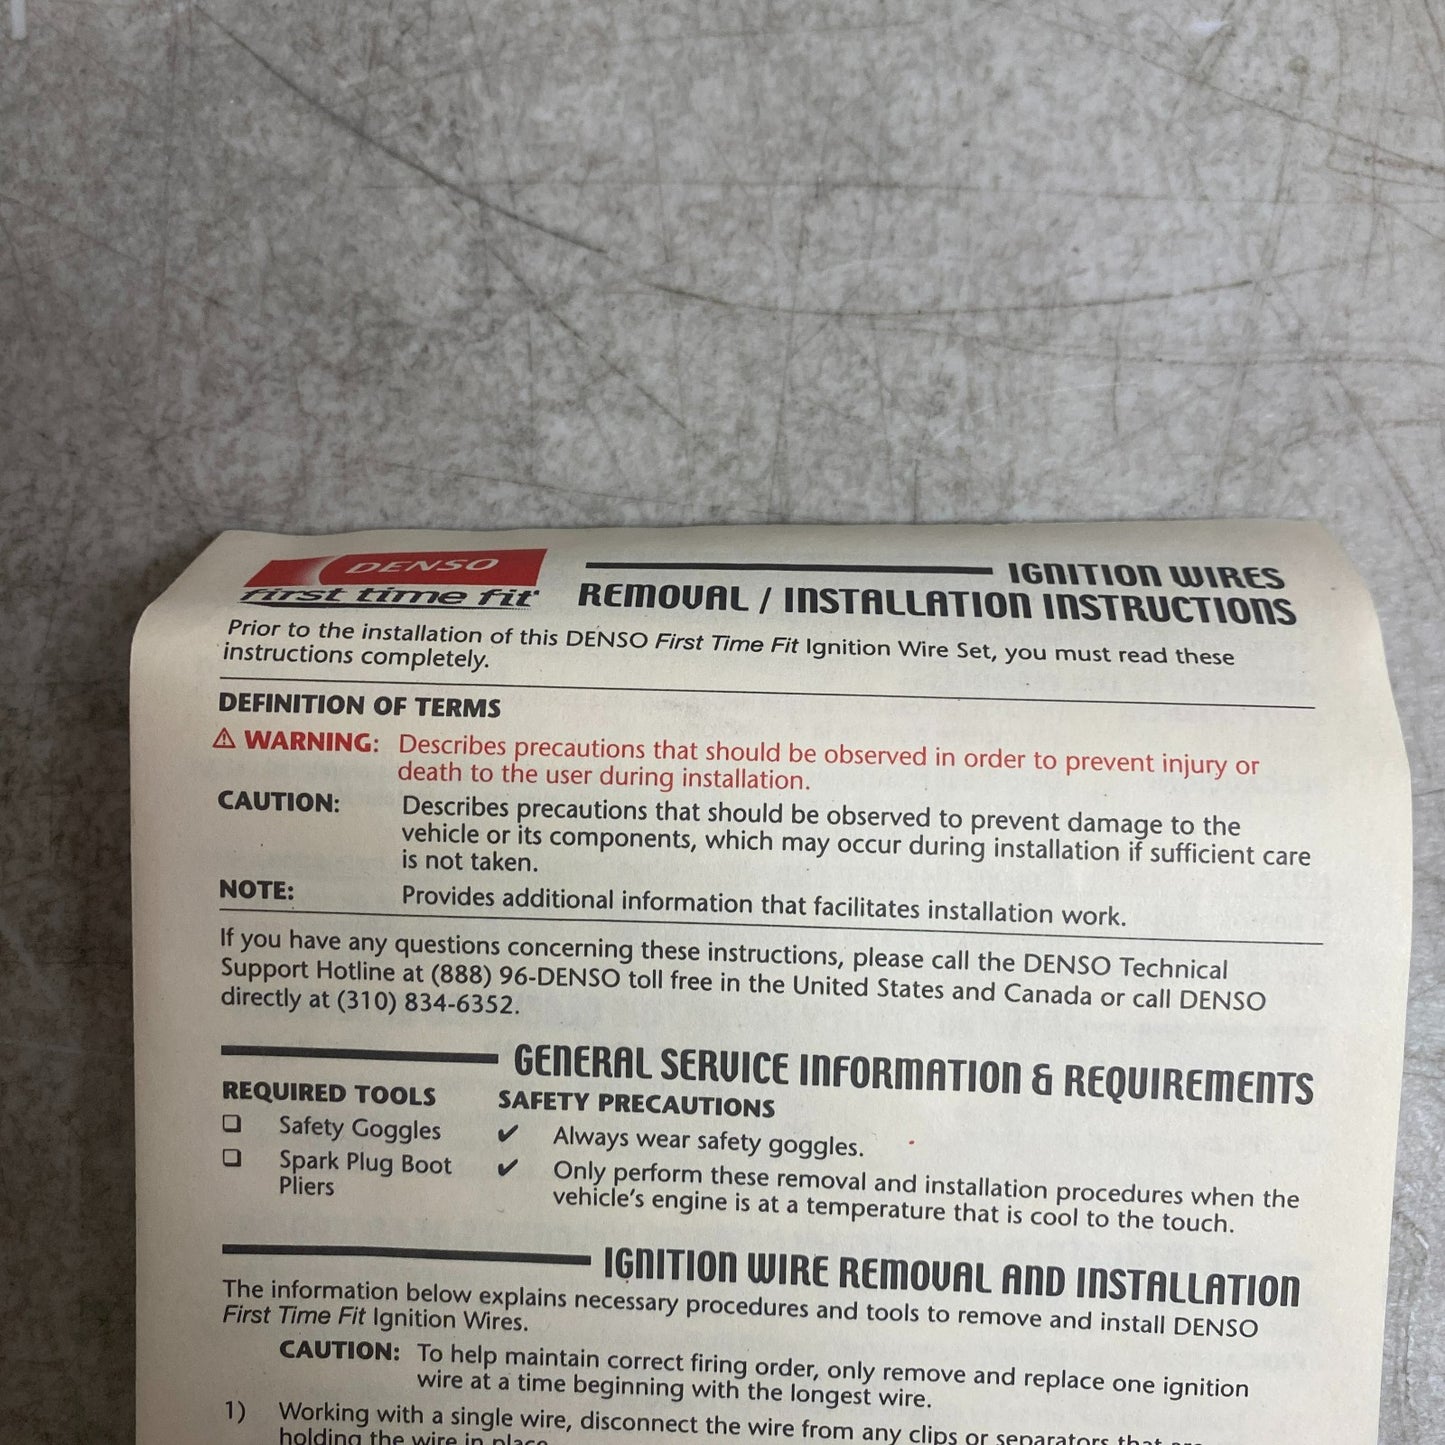 DENSO
first time fit®
IGNITION WIRES
REMOVAL / INSTALLATION INSTRUCTIONS
Prior to the installation of this DENSO First Time Fit Ignition Wire Set, you must read these
instructions completely.
DEFINITION OF TERMS
⚠ WARNING: Describes precautions that should be observed in order to prevent injury or
death to the user during installation.
CAUTION: Describes precautions that should be observed to prevent damage to the
vehicle or its components, which may occur during installation if sufficient care
is not taken.
NOTE: Provides additional information that facilitates installation work.
If you have any questions concerning these instructions, please call the DENSO Technical
Support Hotline at (888) 96-DENSO toll free in the United States and Canada or call DENSO
directly at (310) 834-6352.
GENERAL SERVICE INFORMATION & REQUIREMENTS
REQUIRED TOOLS
❑ Safety Goggles
❑ Spark Plug Boot
Pliers
SAFETY PRECAUTIONS
✔ Always wear safety goggles.
✔ Only perform these removal and installation procedures when the
vehicle's engine is at a temperature that is cool to the touch.
IGNITION WIRE REMOVAL AND INSTALLATION
The information below explains necessary procedures and tools to remove and install DENSO
First Time Fit Ignition Wires.
CAUTION: To help maintain correct firing order, only remove and replace one ignition
wire at a time beginning with the longest wire.
1) Working with a single wire, disconnect the wire from any clips or separators that are
holding the wire in place